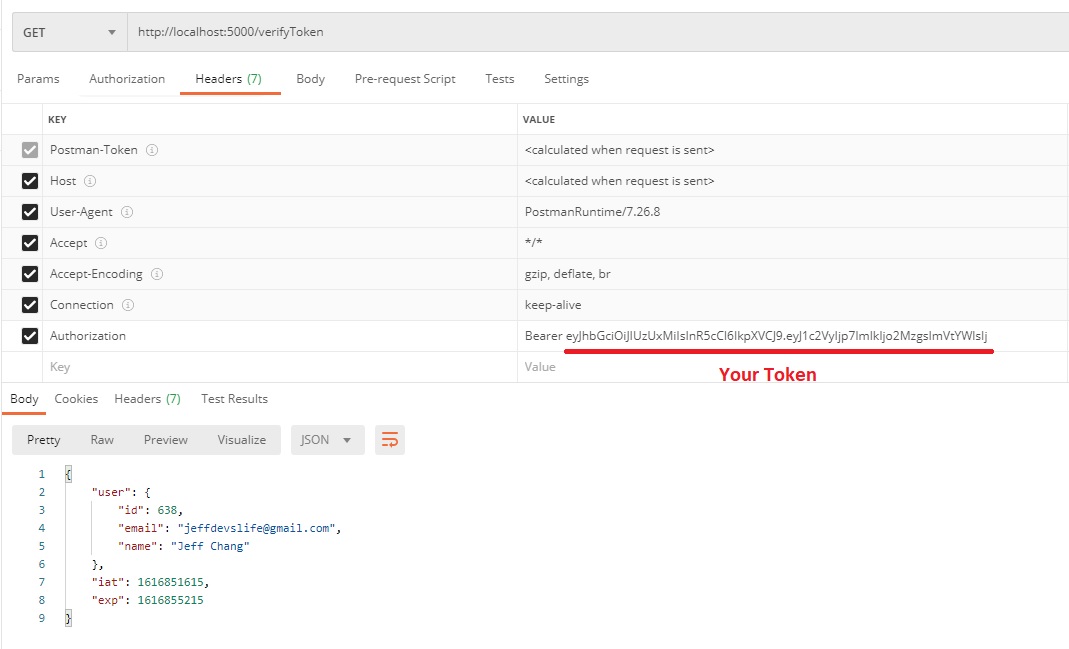 GET http://localhost:5000/verifyToken
Params Authorization Headers (7) Body Pre-request Script Tests Settings
KEY VALUE
Postman-Token <calculated when request is sent>
Host <calculated when request is sent>
User-Agent PostmanRuntime/7.26.8
Accept */*
Accept-Encoding gzip, deflate, br
Connection keep-alive
Authorization Bearer eyJhbGciOiJIUzUxMiIsInR5cCI6IkpXVCJ9.eyJ1c2VyIjp7ImlkIjo2MzgsImVtYWlsIj
Key Value
Your Token
Body Cookies Headers (7) Test Results
Pretty Raw Preview Visualize JSON
1 {
2 "user": {
3 "id": 638,
4 "email": "jeffdevslife@gmail.com",
5 "name": "Jeff Chang"
6 },
7 "iat": 1616851615,
8 "exp": 1616855215
9 }